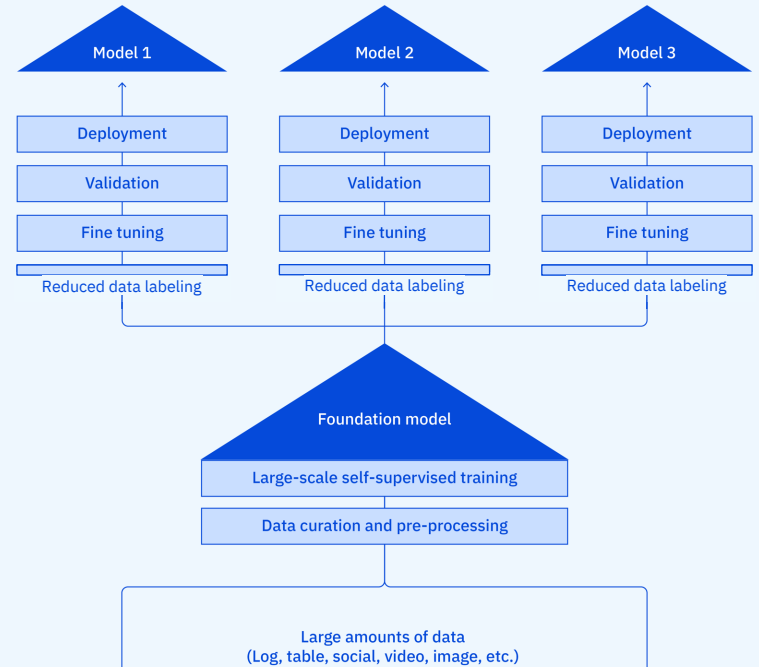 Model 1
Model 2
Model 3
Deployment
Deployment
Deployment
Validation
Validation
Validation
Fine tuning
Fine tuning
Fine tuning
Reduced data labeling
Reduced data labeling
Reduced data labeling
Foundation model
Large-scale self-supervised training
Data curation and pre-processing
Large amounts of data
(Log, table, social, video, image, etc.)